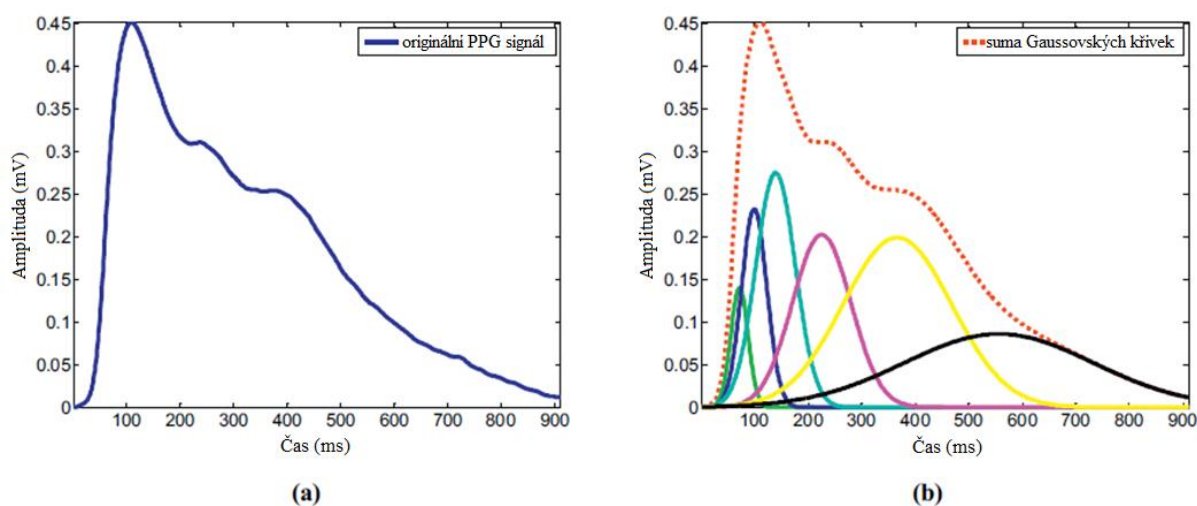 originální PPG signál
Amplituda (mV)
0.45
0.4
0.35
0.3
0.25
0.2
0.15
0.1
0.05
0
100 200 300 400 500 600 700 800 900
Čas (ms)
(a)
suma Gaussovských křivek
Amplituda (mV)
0.45
0.4
0.35
0.3
0.25
0.2
0.15
0.1
0.05
0
100 200 300 400 500 600 700 800 900
Čas (ms)
(b)